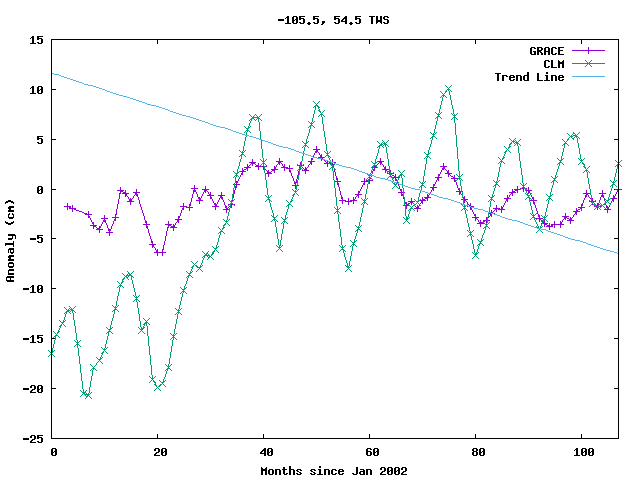 -105.5, 54.5 TWS
15
10
5
0
-5
-10
-15
-20
-25
0 20 40 60 80 100
Anomaly (cm)
Months since Jan 2002
GRACE
CLM
Trend Line